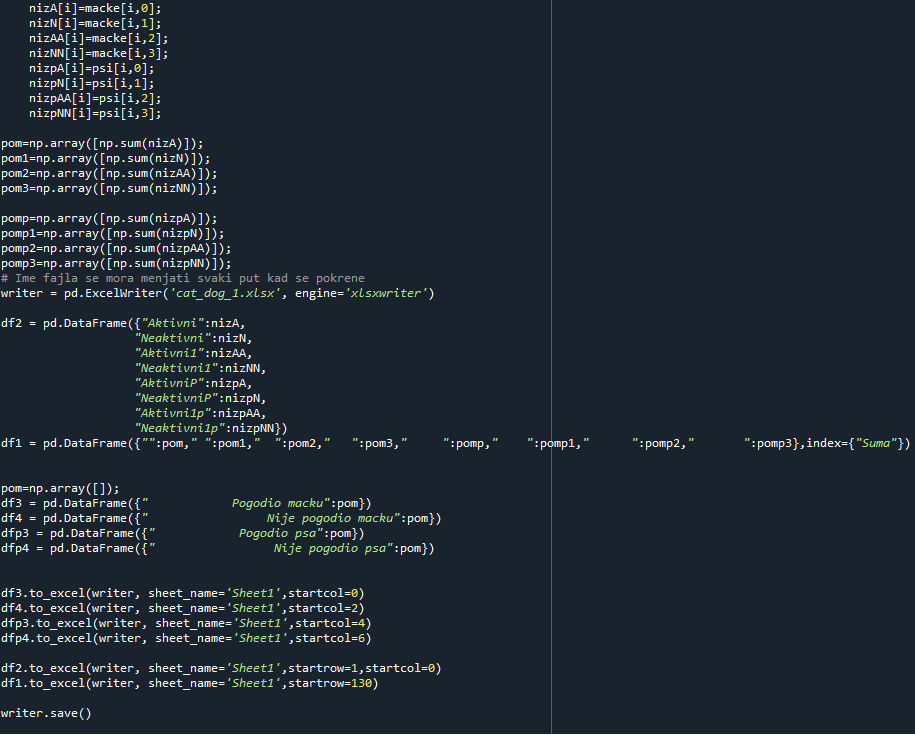 nizA[i]=macke[i,0];
    nizN[i]=macke[i,1];
    nizAA[i]=macke[i,2];
    nizNN[i]=macke[i,3];
    nizpA[i]=psi[i,0];
    nizpN[i]=psi[i,1];
    nizpAA[i]=psi[i,2];
    nizpNN[i]=psi[i,3];

pom=np.array([np.sum(nizA)]);
pom1=np.array([np.sum(nizN)]);
pom2=np.array([np.sum(nizAA)]);
pom3=np.array([np.sum(nizNN)]);

pomp=np.array([np.sum(nizpA)]);
pomp1=np.array([np.sum(nizpN)]);
pomp2=np.array([np.sum(nizpAA)]);
pomp3=np.array([np.sum(nizpNN)]);
# Ime fajla se mora menjati svaki put kad se pokrene
writer = pd.ExcelWriter('cat_dog_1.xlsx', engine='xlsxwriter')

df2 = pd.DataFrame({"Aktivni":nizA,
                   "Neaktivni":nizN,
                   "Aktivni1":nizAA,
                   "Neaktivni1":nizNN,
                   "AktivniP":nizpA,
                   "NeaktivniP":nizpN,
                   "Aktivni1p":nizpAA,
                   "Neaktivni1p":nizpNN})
df1 = pd.DataFrame({"":pom," ":pom1,"  ":pom2,"   ":pom3,"     ":pomp,"    ":pomp1,"      ":pomp2,"       ":pomp3},index={"Suma"})

pom=np.array([]);
df3 = pd.DataFrame({"            Pogodio macku":pom})
df4 = pd.DataFrame({"                 Nije pogodio macku":pom})
dfp3 = pd.DataFrame({"            Pogodio psa":pom})
dfp4 = pd.DataFrame({"                 Nije pogodio psa":pom})

df3.to_excel(writer, sheet_name='Sheet1',startcol=0)
df4.to_excel(writer, sheet_name='Sheet1',startcol=2)
dfp3.to_excel(writer, sheet_name='Sheet1',startcol=4)
dfp4.to_excel(writer, sheet_name='Sheet1',startcol=6)

df2.to_excel(writer, sheet_name='Sheet1',startrow=1,startcol=0)
df1.to_excel(writer, sheet_name='Sheet1',startrow=130)

writer.save()